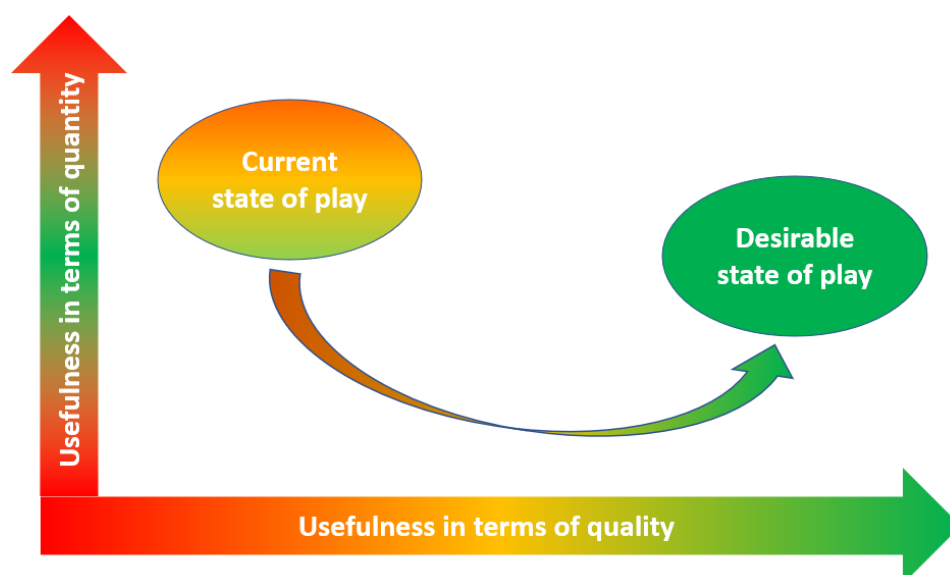 Usefulness in terms of quantity
Current
state of play
Desirable
state of play
Usefulness in terms of quality